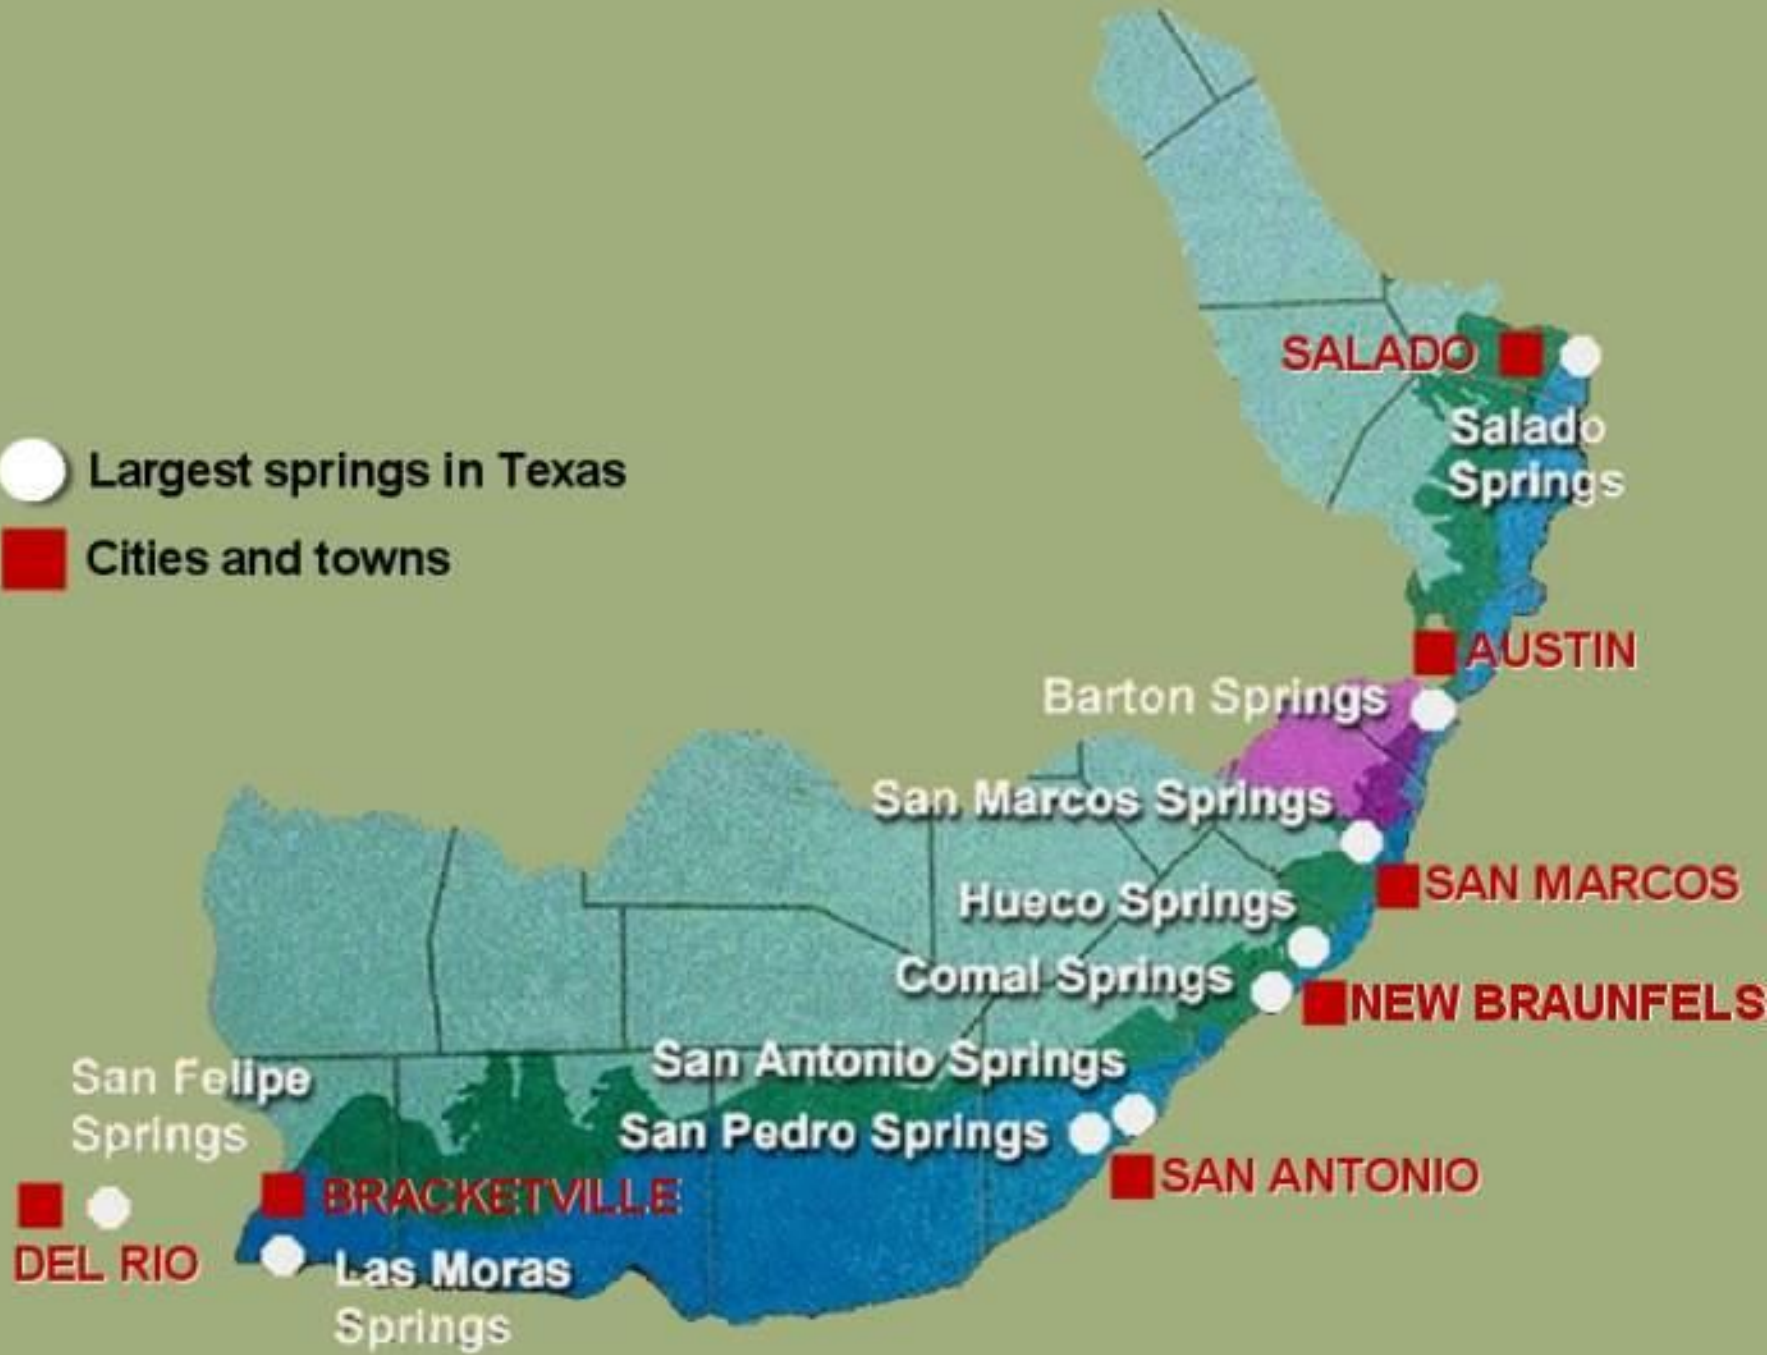 SALADO
Salado
Springs
Largest springs in Texas
Cities and towns
AUSTIN
Barton Springs
San Marcos Springs
SAN MARCOS
Hueco Springs
Comal Springs
NEW BRAUNFELS
San Antonio Springs
San Felipe
Springs
San Pedro Springs
SAN ANTONIO
BRACKETVILLE
DEL RIO
Las Moras
Springs